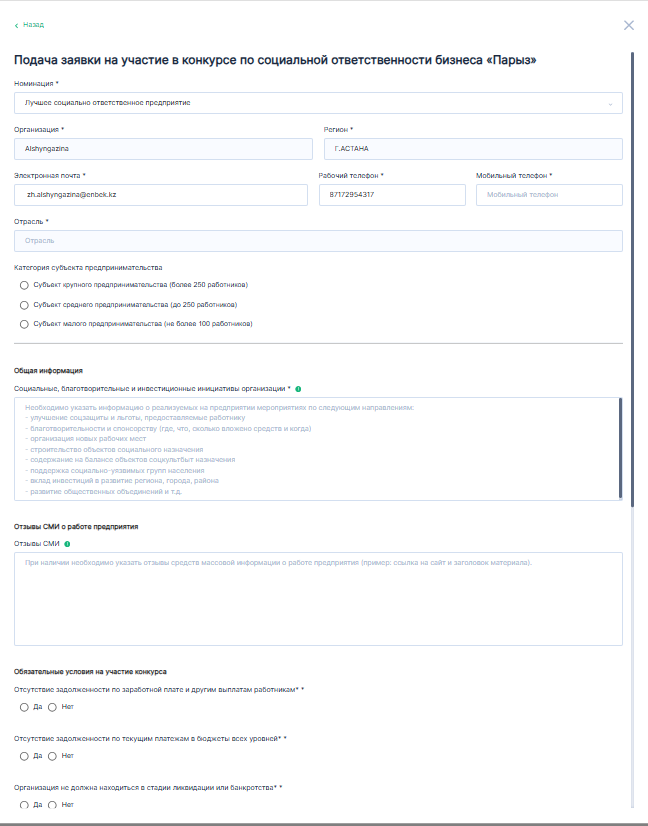 Назад
Подача заявки на участие в конкурсе по социальной ответственности бизнеса «Парыз»
Номинация *
Лучшее социально ответственное предприятие
Организация * Регион *
Alshyngazina Г.АСТАНА
Электронная почта * Рабочий телефон * Мобильный телефон *
zh.alshyngazina@enbek.kz 87172954317 Мобильный телефон
Отрасль *
Отрасль
Категория субъекта предпринимательства
Субъект крупного предпринимательства (более 250 работников)
Субъект среднего предпринимательства (до 250 работников)
Субъект малого предпринимательства (не более 100 работников)
Общая информация
Социальные, благотворительные и инвестиционные инициативы организации *
Необходимо указать информацию о реализуемых на предприятии мероприятиях по следующим направлениям:
- улучшению соцзащиты и льготы, предоставляемые работнику
- благотворительности и спонсорству (где, что, сколько вложено средств и когда)
- организация новых рабочих мест
- строительство объектов социального назначения
- содержание на балансе объектов соцкультбыт назначения
- поддержка социально-уязвимых групп населения
- вклад инвестиций в развитие региона, города, района
- развитие общественных объединений и т.д.
Отзывы СМИ о работе предприятия
Отзывы СМИ
При наличии необходимо указать отзывы средств массовой информации о работе предприятия (пример: ссылка на сайт и заголовок материала).
Обязательные условия на участие конкурса
Отсутствие задолженности по заработной плате и другим выплатам работникам* *
Да Нет
Отсутствие задолженности по текущим платежам в бюджеты всех уровней* *
Да Нет
Организация не должна находиться в стадии ликвидации или банкротства* *
Да Нет